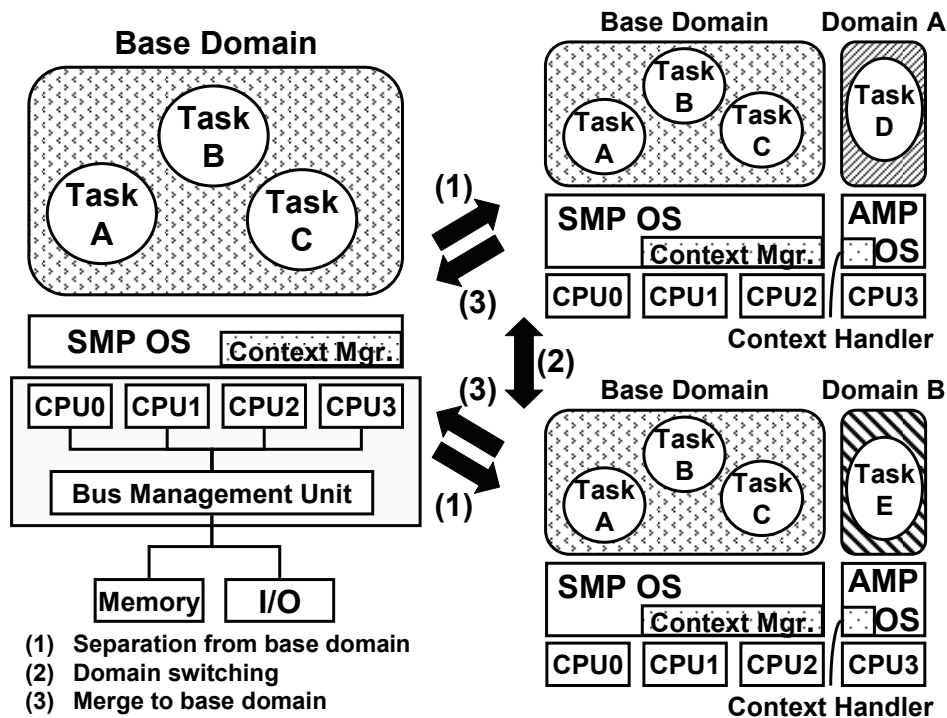 Base Domain
Task A
Task B
Task C
SMP OS
Context Mgr.
CPU0 CPU1 CPU2 CPU3
Bus Management Unit
Memory I/O
(1) Separation from base domain
(2) Domain switching
(3) Merge to base domain
(1)
(3)
(2)
(3)
(1)
Base Domain Domain A
Task A
Task B
Task C
Task D
SMP OS
Context Mgr.
AMP OS
CPU0 CPU1 CPU2 CPU3
Context Handler
Base Domain Domain B
Task A
Task B
Task C
Task E
SMP OS
Context Mgr.
AMP OS
CPU0 CPU1 CPU2 CPU3
Context Handler